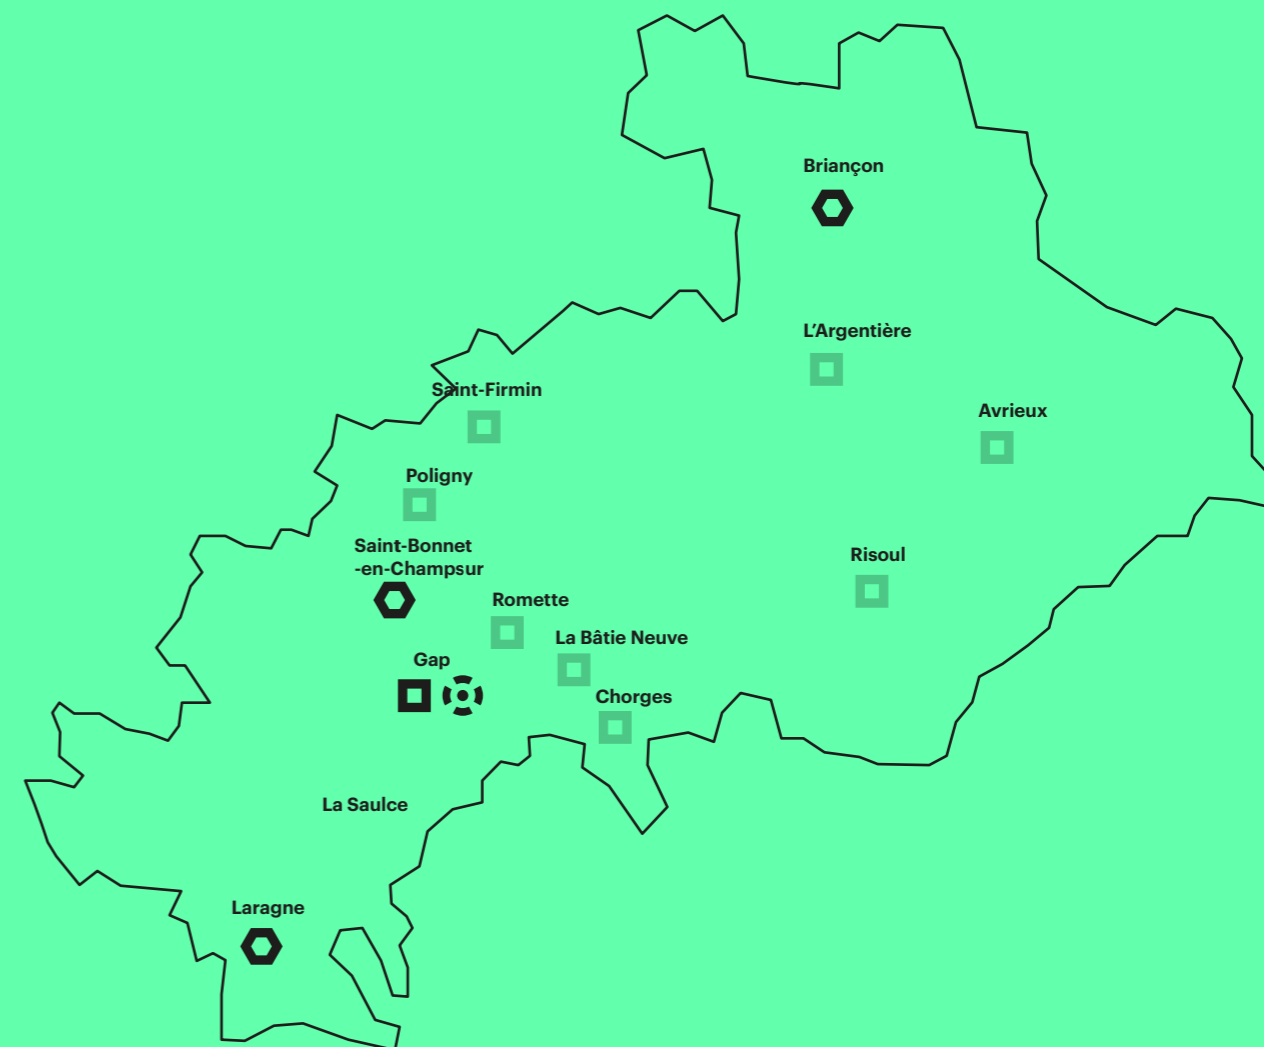 Briançon
L'Argentière
Saint-Firmin
Avrieux
Poligny
Saint-Bonnet
-en-Champsur
Risoul
Romette
La Bâtie Neuve
Gap
Chorges
La Saulce
Laragne